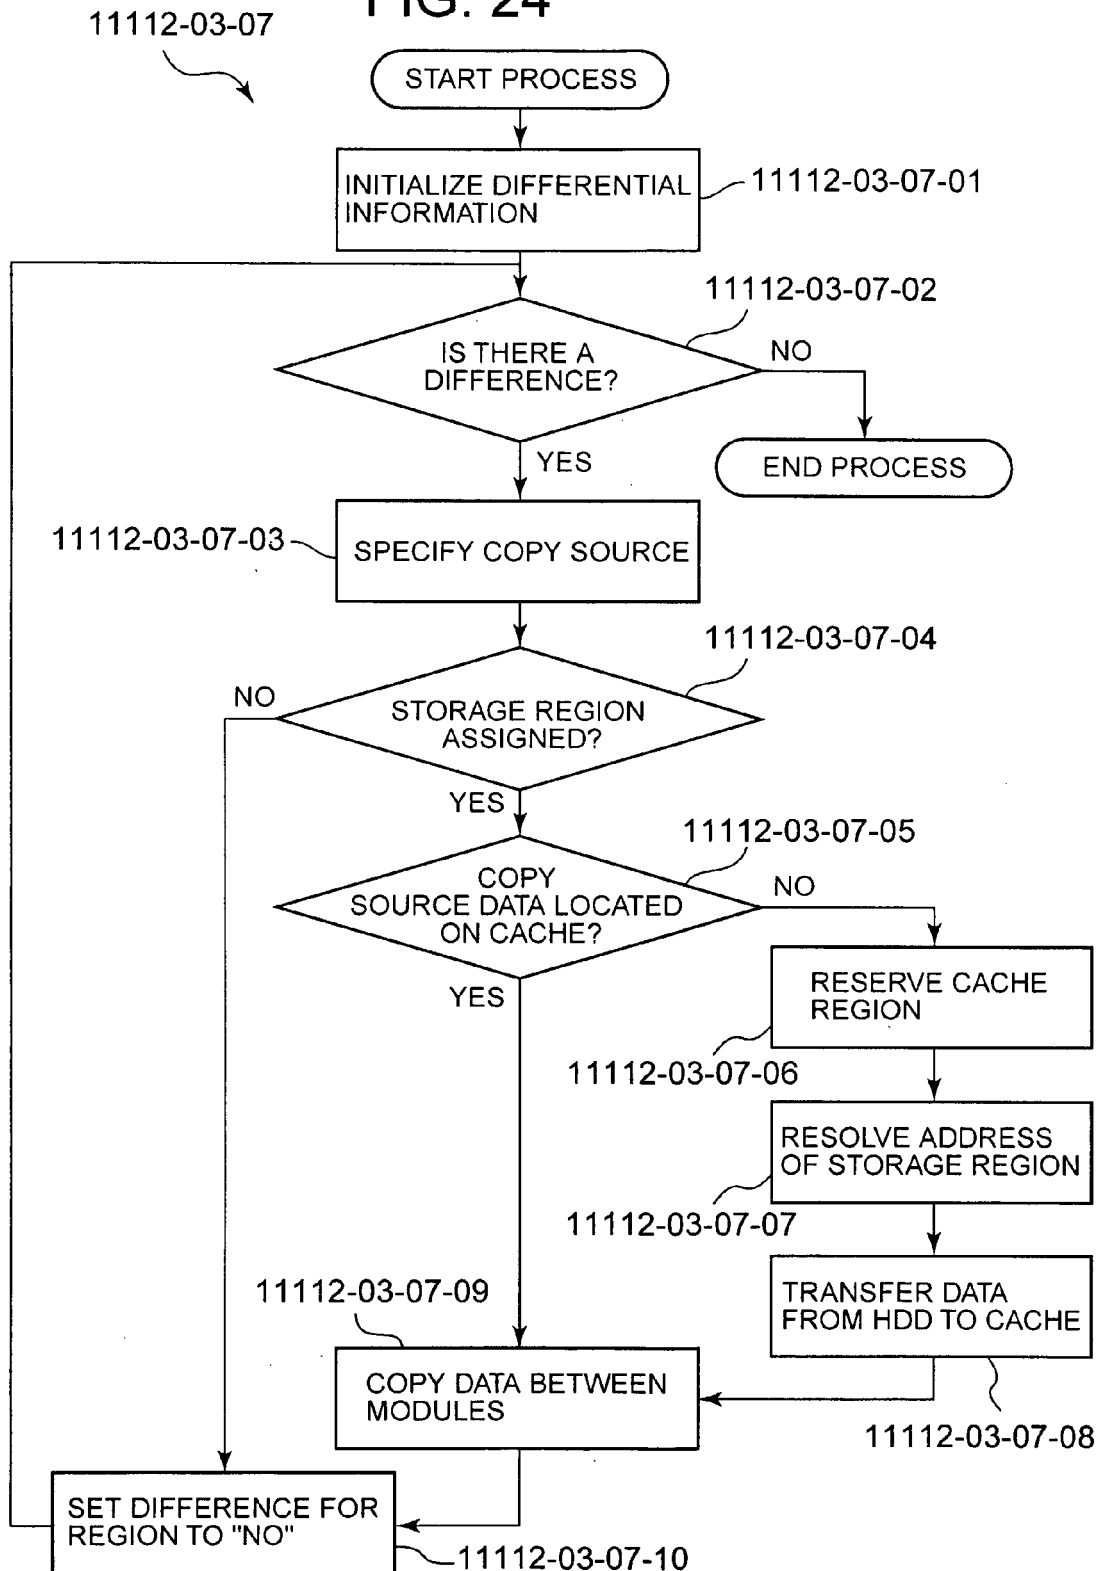 FIG. 24
11112-03-07
START PROCESS
INITIALIZE DIFFERENTIAL
INFORMATION
11112-03-07-01
11112-03-07-02
IS THERE A
DIFFERENCE?
NO
END PROCESS
YES
11112-03-07-03
SPECIFY COPY SOURCE
11112-03-07-04
NO
STORAGE REGION
ASSIGNED?
YES
11112-03-07-05
COPY
SOURCE DATA LOCATED
ON CACHE?
NO
YES
RESERVE CACHE
REGION
11112-03-07-06
RESOLVE ADDRESS
OF STORAGE REGION
11112-03-07-07
TRANSFER DATA
FROM HDD TO CACHE
11112-03-07-08
11112-03-07-09
COPY DATA BETWEEN
MODULES
SET DIFFERENCE FOR
REGION TO "NO"
11112-03-07-10